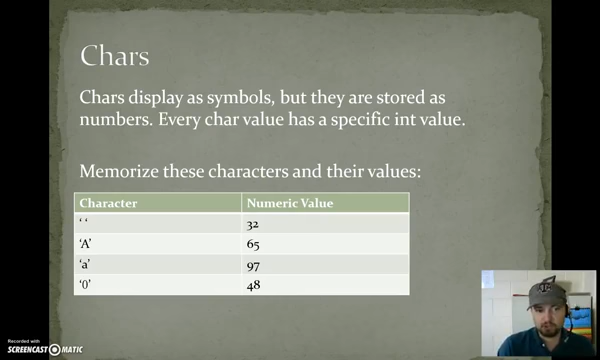 Chars
Chars display as symbols, but they are stored as
numbers. Every char value has a specific int value.
Memorize these characters and their values:
Character Numeric Value
‘ ‘ 32
‘A’ 65
‘a’ 97
‘0’ 48
Recorded with
SCREENCAST MATIC